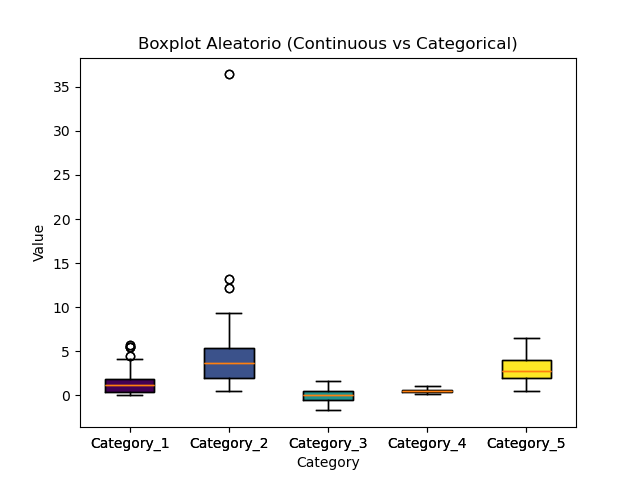 Boxplot Aleatorio (Continuous vs Categorical)
35
30
25
20
15
10
5
0
Value
Category_1 Category_2 Category_3 Category_4 Category_5
Category